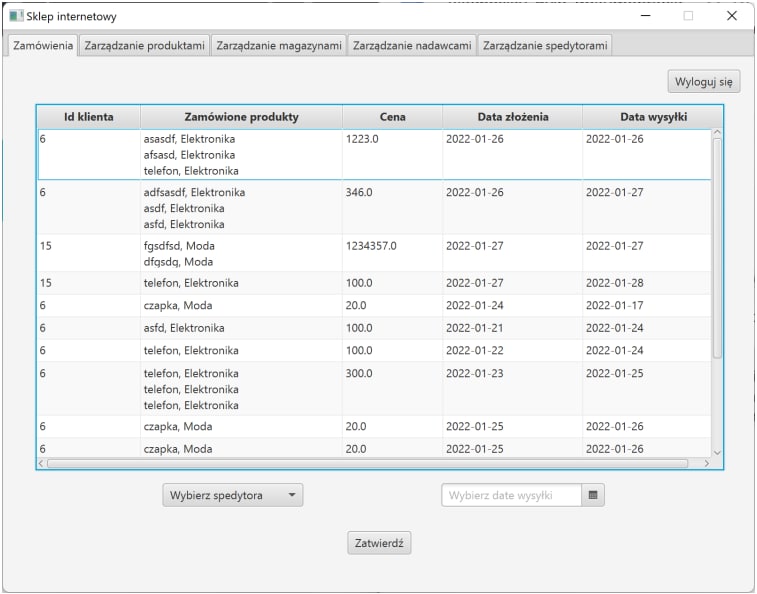 Sklep internetowy
Zamówienia Zarządzanie produktami Zarządzanie magazynami Zarządzanie nadawcami Zarządzanie spedytorami
Wyloguj się
Id klienta Zamówione produkty Cena Data złożenia Data wysyłki
6 asasdf, Elektronika 1223.0 2022-01-26 2022-01-26
afsasd, Elektronika
telefon, Elektronika
6 adfsasdf, Elektronika 346.0 2022-01-26 2022-01-27
asdf, Elektronika
asfd, Elektronika
15 fgsdfsd, Moda 1234357.0 2022-01-27 2022-01-27
dfgsdg, Moda
15 telefon, Elektronika 100.0 2022-01-27 2022-01-28
6 czapka, Moda 20.0 2022-01-24 2022-01-17
6 asfd, Elektronika 100.0 2022-01-21 2022-01-24
6 telefon, Elektronika 100.0 2022-01-22 2022-01-24
6 telefon, Elektronika 300.0 2022-01-23 2022-01-25
telefon, Elektronika
telefon, Elektronika
6 czapka, Moda 20.0 2022-01-25 2022-01-26
6 czapka, Moda 20.0 2022-01-25 2022-01-26
Wybierz spedytora Wybierz date wysyłki
Zatwierdź